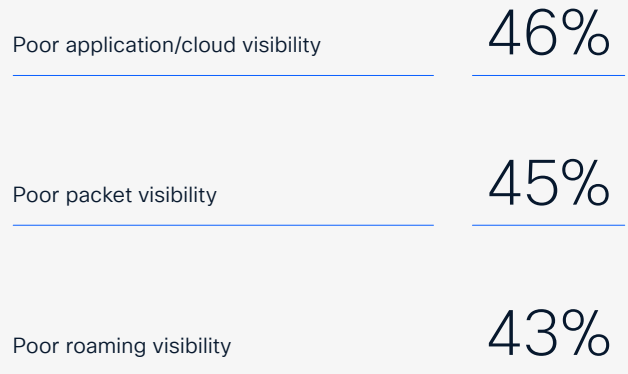 Poor application/cloud visibility 46%
Poor packet visibility 45%
Poor roaming visibility 43%